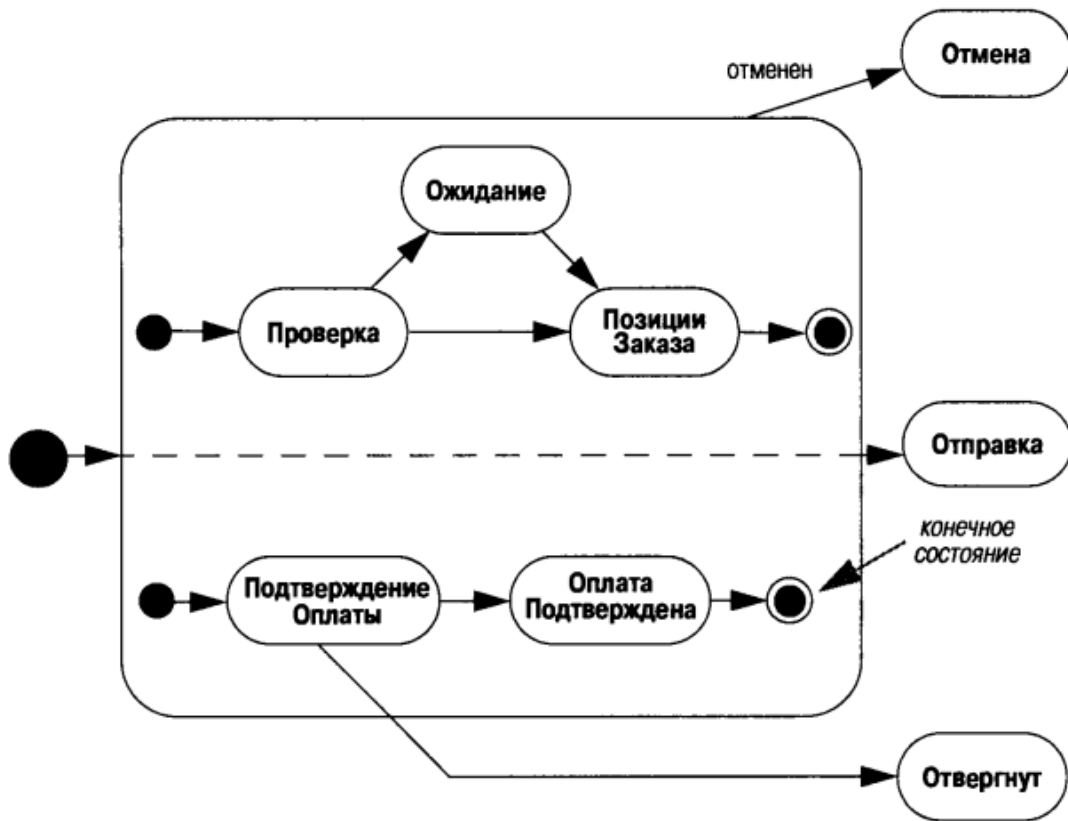 Отмена
отменен
Ожидание
Проверка
Позиции
Заказа
Отправка
конечное
состояние
Подтверждение
Оплаты
Оплата
Подтверждена
Отвергнут